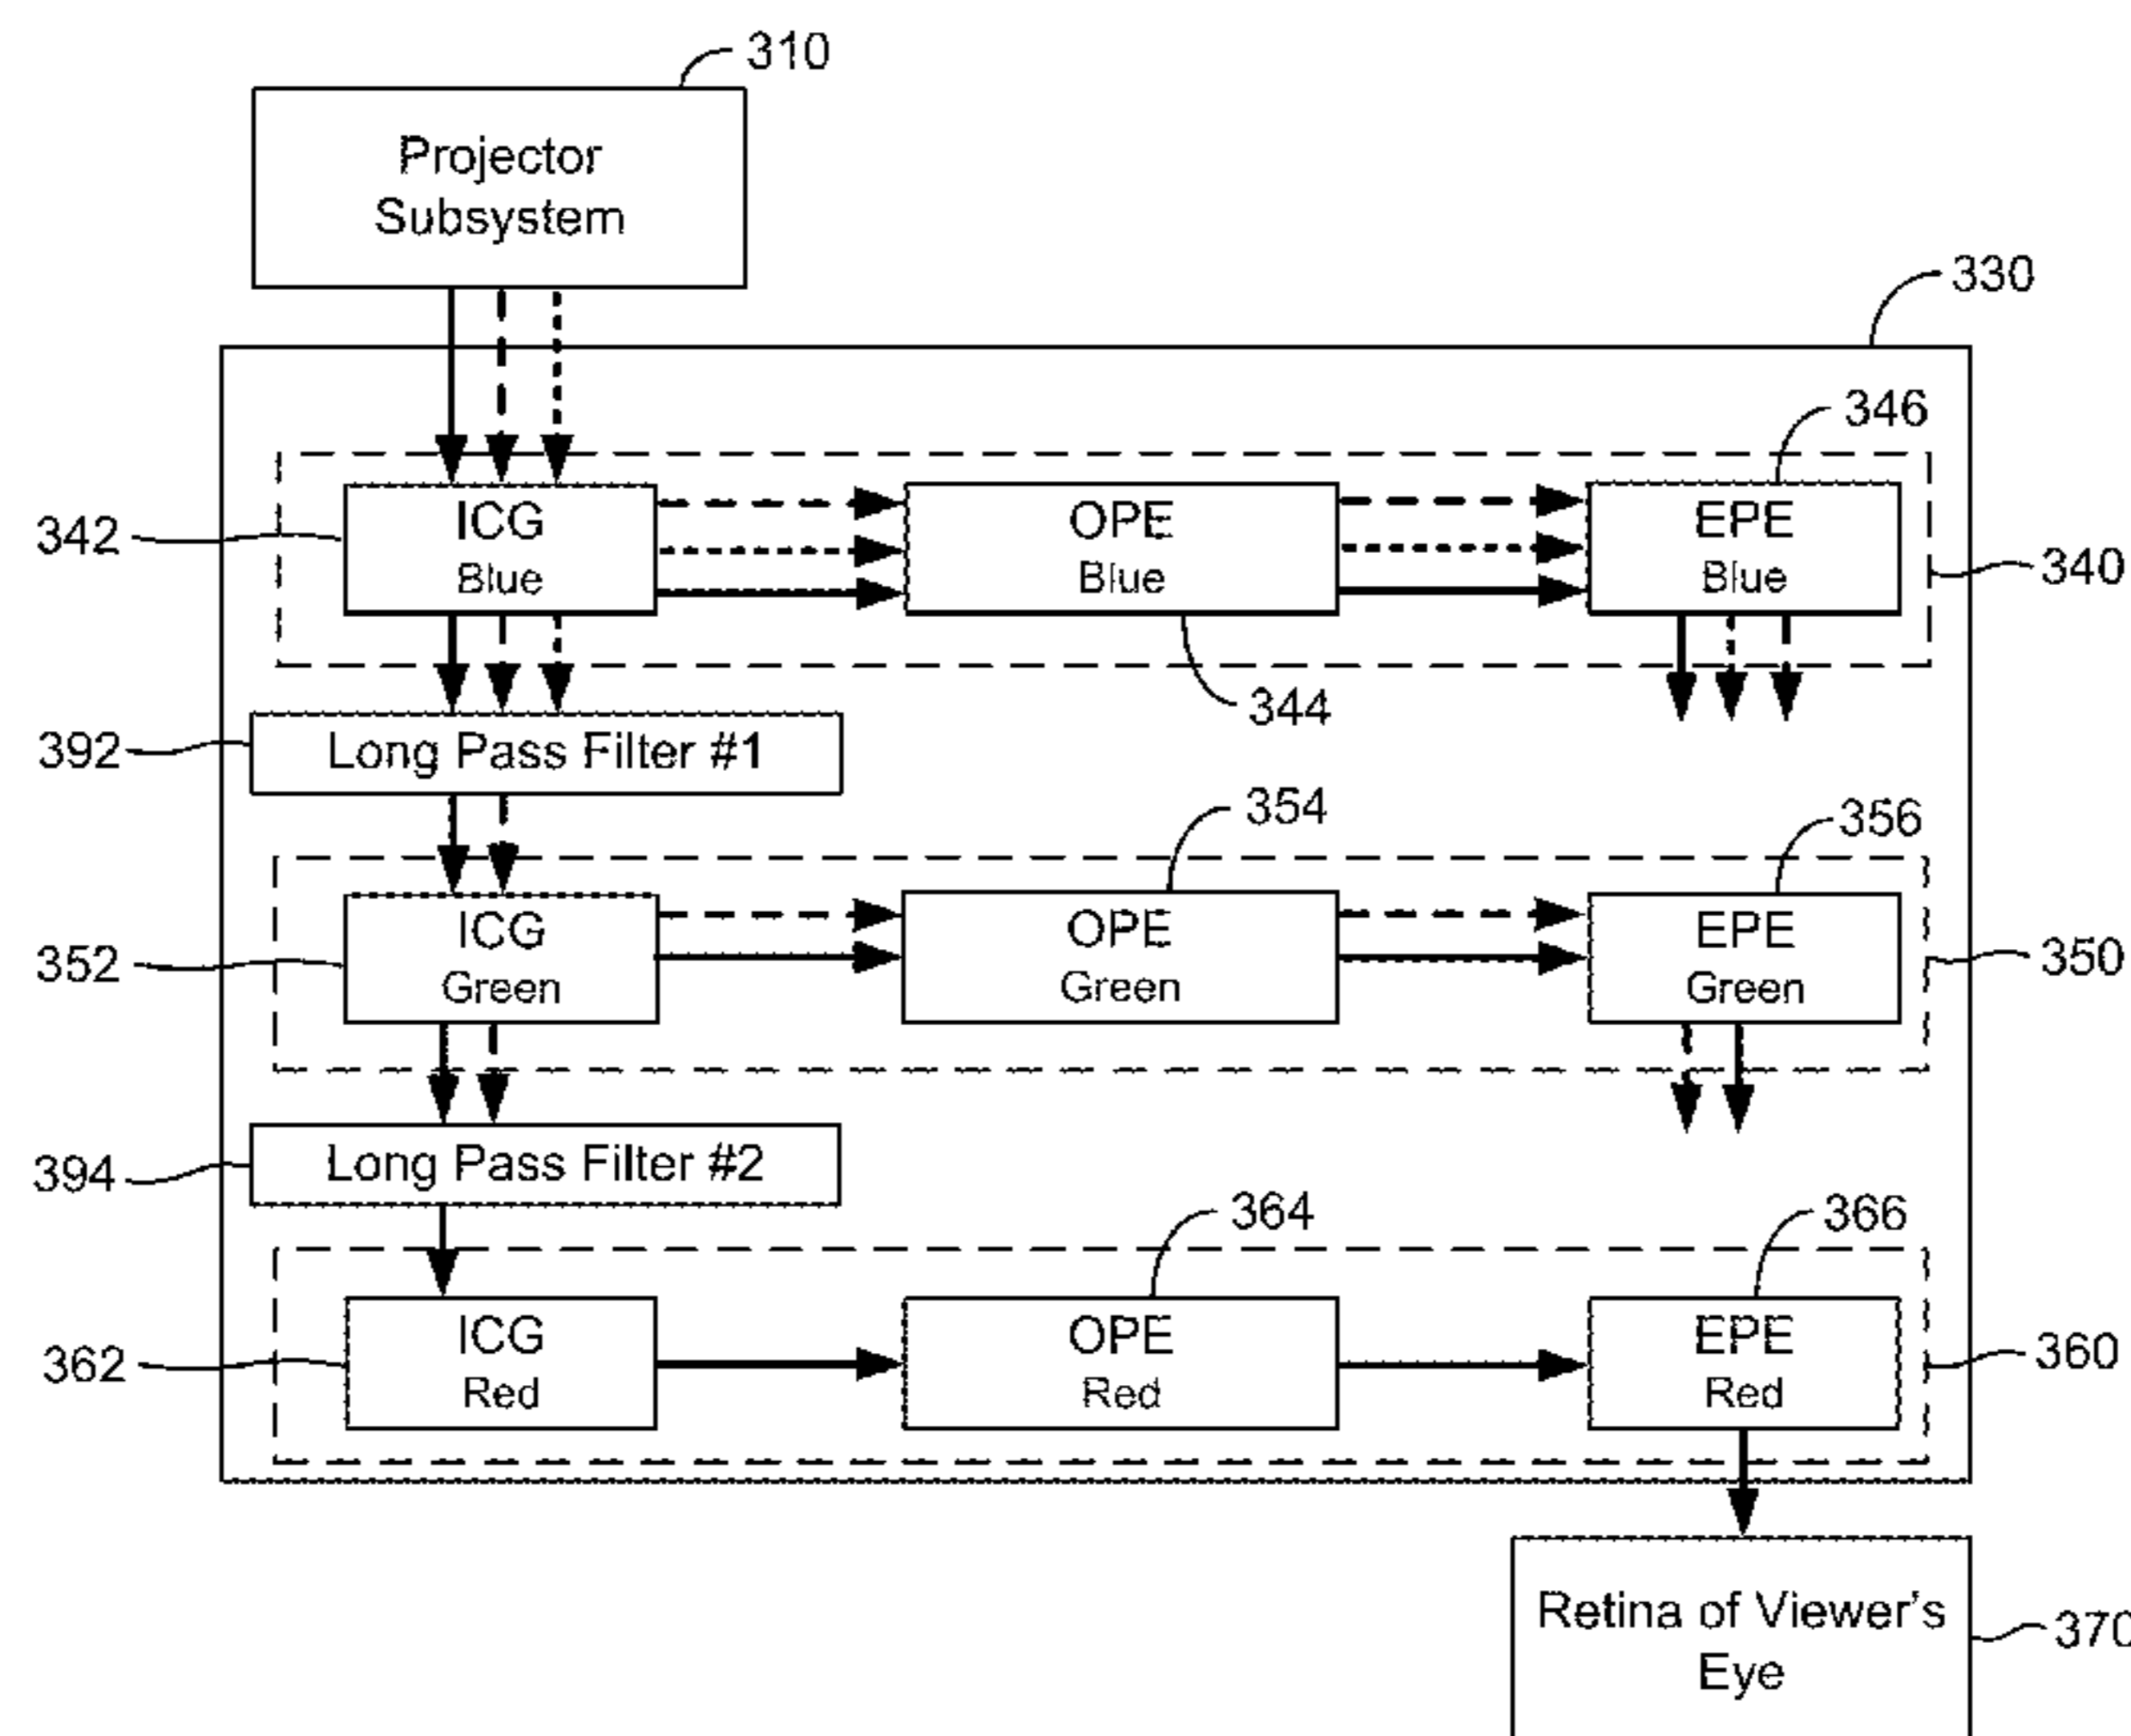 310
Projector
Subsystem
330
346
342
ICG
Blue
OPE
Blue
EPE
Blue
340
344
392
Long Pass Filter #1
354
356
352
ICG
Green
OPE
Green
EPE
Green
350
394
Long Pass Filter #2
364
366
362
ICG
Red
OPE
Red
EPE
Red
360
Retina of Viewer's
Eye
370